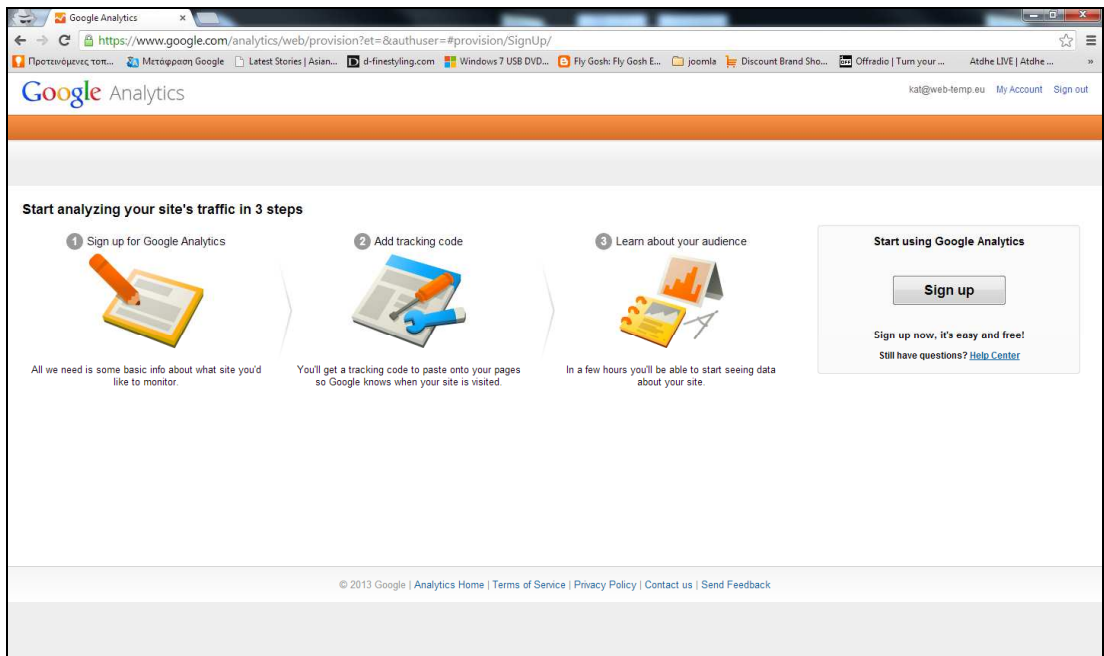 Google Analytics
https://www.google.com/analytics/web/provision?et=&authuser=#provision/SignUp/
Προτεινόμενες τοπ... Μετάφραση Google Latest Stories | Asian... d-finestyling.com Windows 7 USB DVD... Fly Gosh: Fly Gosh E... joomla Discount Brand Sho... Offradio | Turn your ... Atdhe LIVE | Atdhe ... »
Google Analytics
kat@web-temp.eu My Account Sign out
Start analyzing your site's traffic in 3 steps
1 Sign up for Google Analytics
All we need is some basic info about what site you'd
like to monitor.
2 Add tracking code
You'll get a tracking code to paste onto your pages
so Google knows when your site is visited.
3 Learn about your audience
In a few hours you'll be able to start seeing data
about your site.
Start using Google Analytics
Sign up
Sign up now, it's easy and free!
Still have questions? Help Center
© 2013 Google | Analytics Home | Terms of Service | Privacy Policy | Contact us | Send Feedback